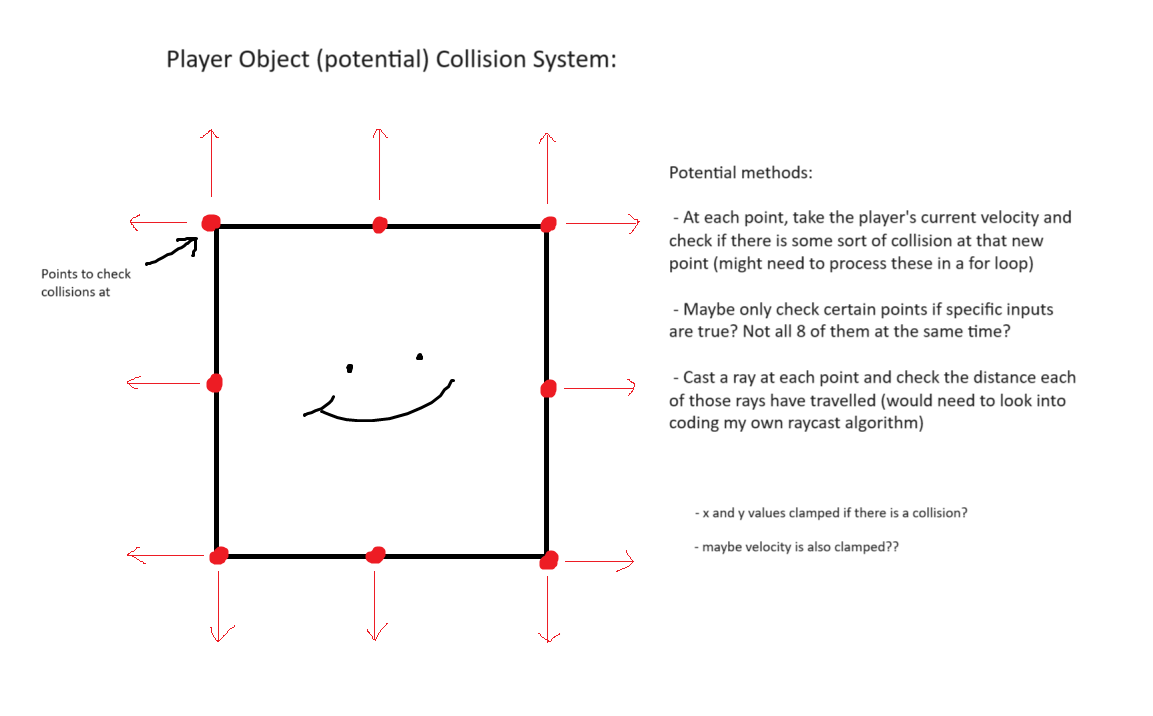 Player Object (potential) Collision System:
Points to check
collisions at
Potential methods:
- At each point, take the player's current velocity and
check if there is some sort of collision at that new
point (might need to process these in a for loop)
- Maybe only check certain points if specific inputs
are true? Not all 8 of them at the same time?
- Cast a ray at each point and check the distance each
of those rays have travelled (would need to look into
coding my own raycast algorithm)
- x and y values clamped if there is a collision?
- maybe velocity is also clamped??